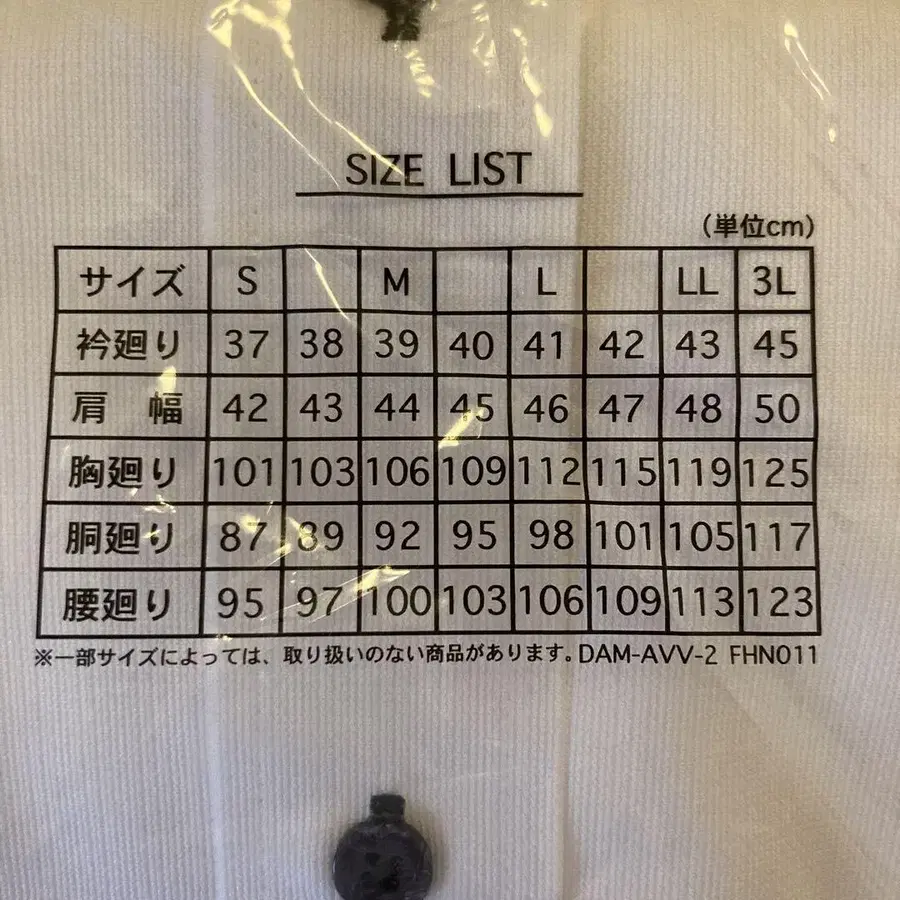 SIZE LIST
(単位cm)
サイズ S M L LL 3L
衿廻り 37 38 39 40 41 42 43 45
肩 幅 42 43 44 45 46 47 48 50
胸廻り 101 103 106 109 112 115 119 125
胴廻り 87 89 92 95 98 101 105 117
腰廻り 95 97 100 103 106 109 113 123
※一部サイズによっては、取り扱いのない商品があります。DAM-AVV-2 FHN011